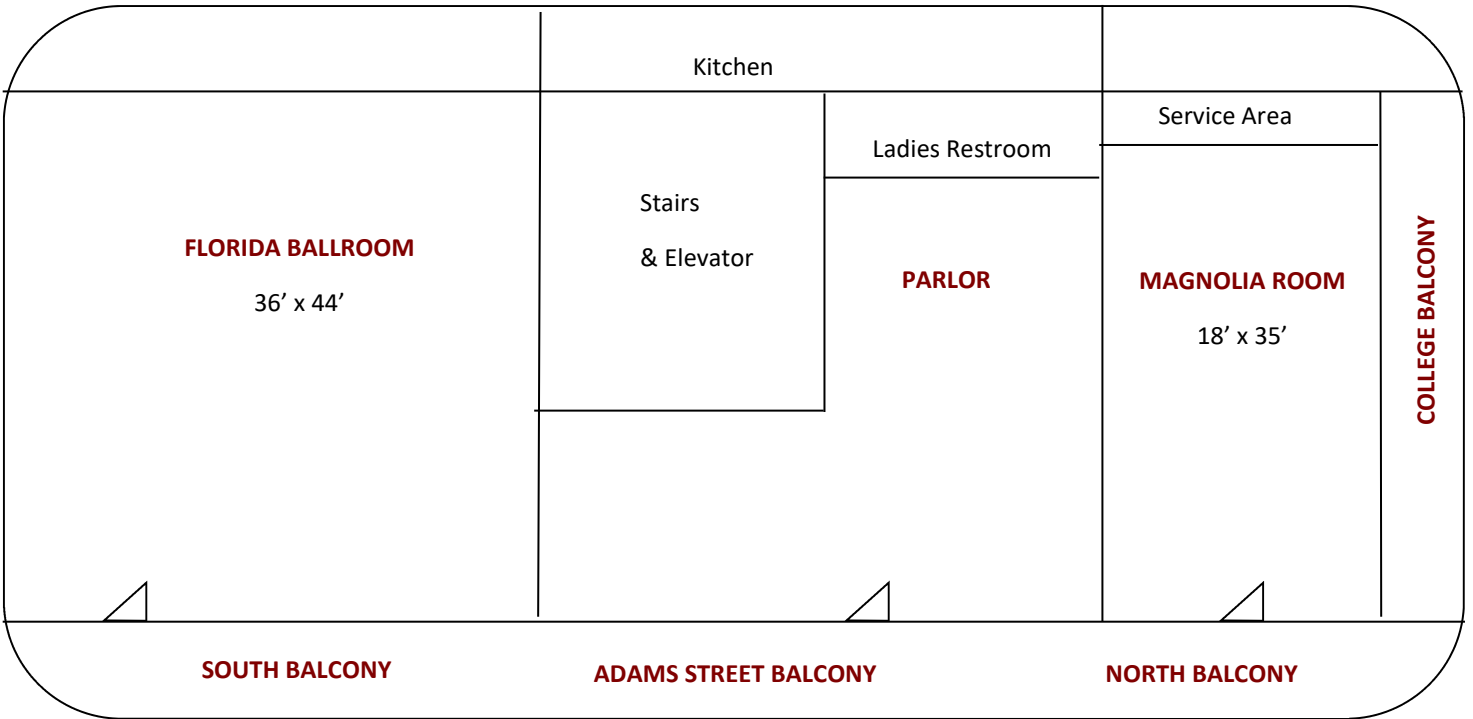 Kitchen
Service Area
Ladies Restroom
Stairs
& Elevator
FLORIDA BALLROOM
36’ x 44’
PARLOR
MAGNOLIA ROOM
18’ x 35’
COLLEGE BALCONY
SOUTH BALCONY
ADAMS STREET BALCONY
NORTH BALCONY